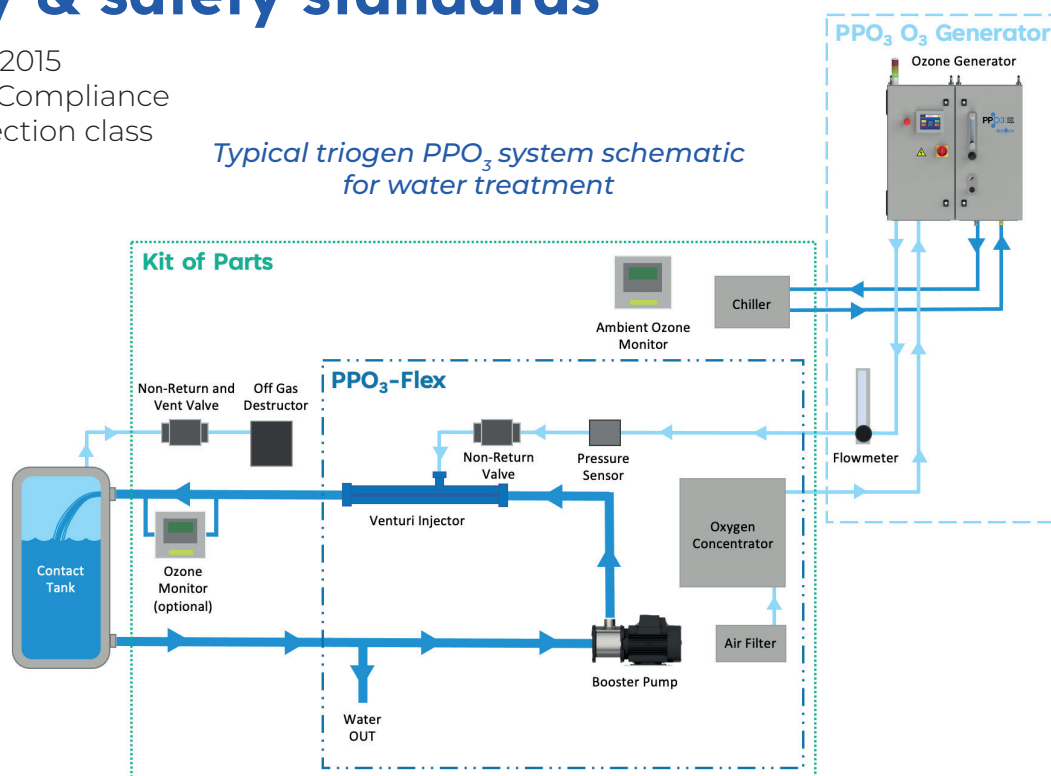 y & safety standards
2015
Compliance
ection class
Typical triogen PPO₃ system schematic
for water treatment
PPO₃ O₃ Generator
Ozone Generator
PPO3
Kit of Parts
Chiller
Ambient Ozone
Monitor
PPO₃-Flex
Non-Return and
Vent Valve
Off Gas
Destructor
Non-Return
Valve
Pressure
Sensor
Flowmeter
Venturi Injector
Oxygen
Concentrator
Contact
Tank
Ozone
Monitor
(optional)
Air Filter
Booster Pump
Water
OUT